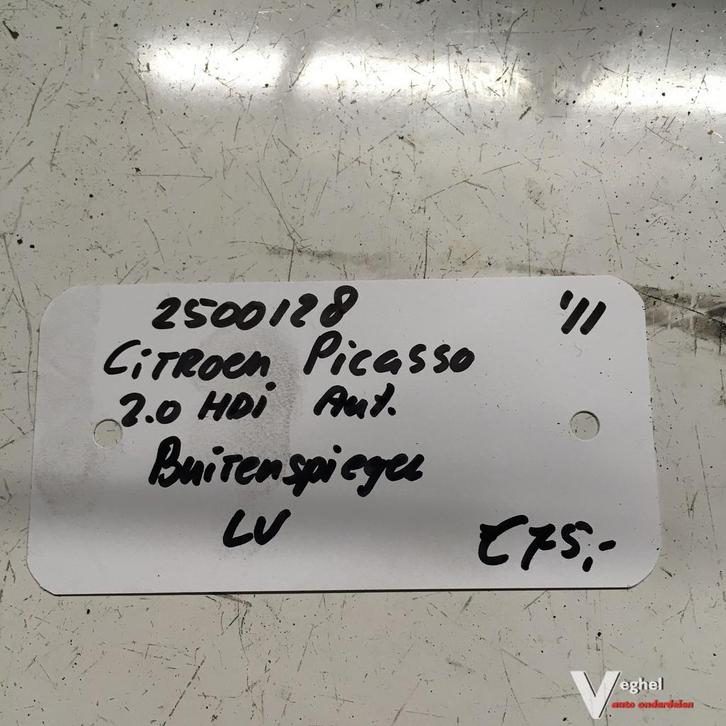 2500128 '11
CiTROEN Picasso
2.0 HDi Aut.
Buitenspiegel
LV €75,-
Veghel
auto onderdelen